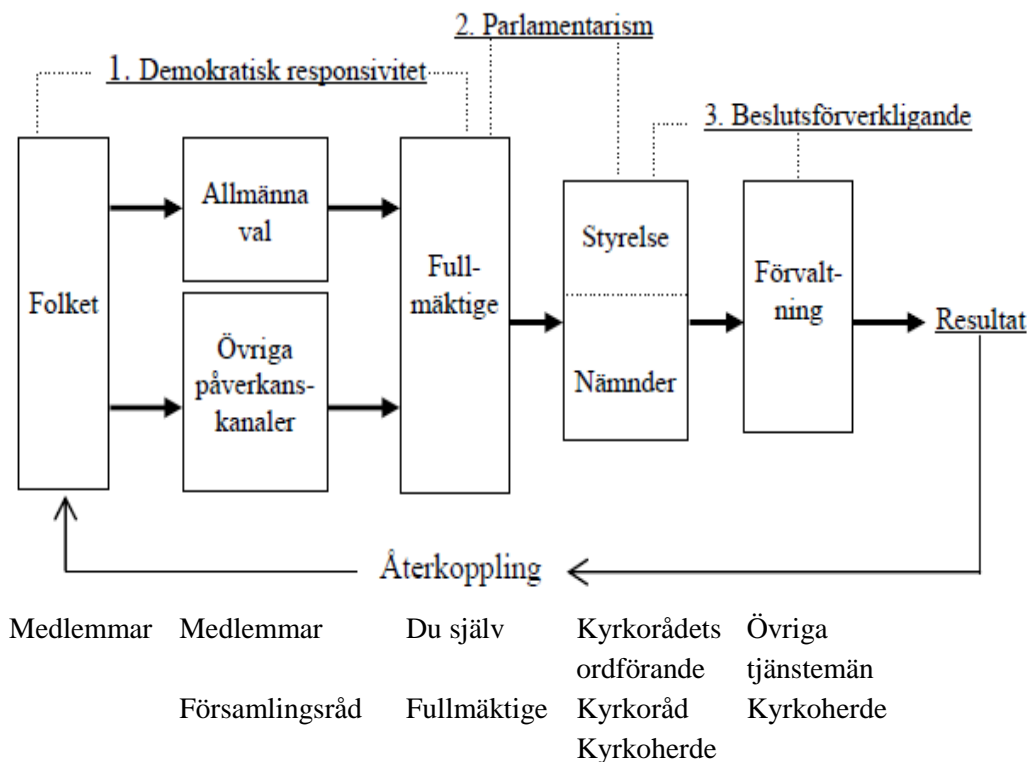 2. Parlamentarism
1. Demokratisk responsivitet
3. Beslutsförverkligande
Folket
Allmänna
val
Övriga
påverkans-
kanaler
Full-
mäktige
Styrelse
Nämnder
Förvalt-
ning
Resultat
Återkoppling
Medlemmar Medlemmar Du själv Kyrkorådets Övriga
ordförande tjänstemän
Församlingsråd Fullmäktige Kyrkoråd Kyrkoherde
Kyrkoherde